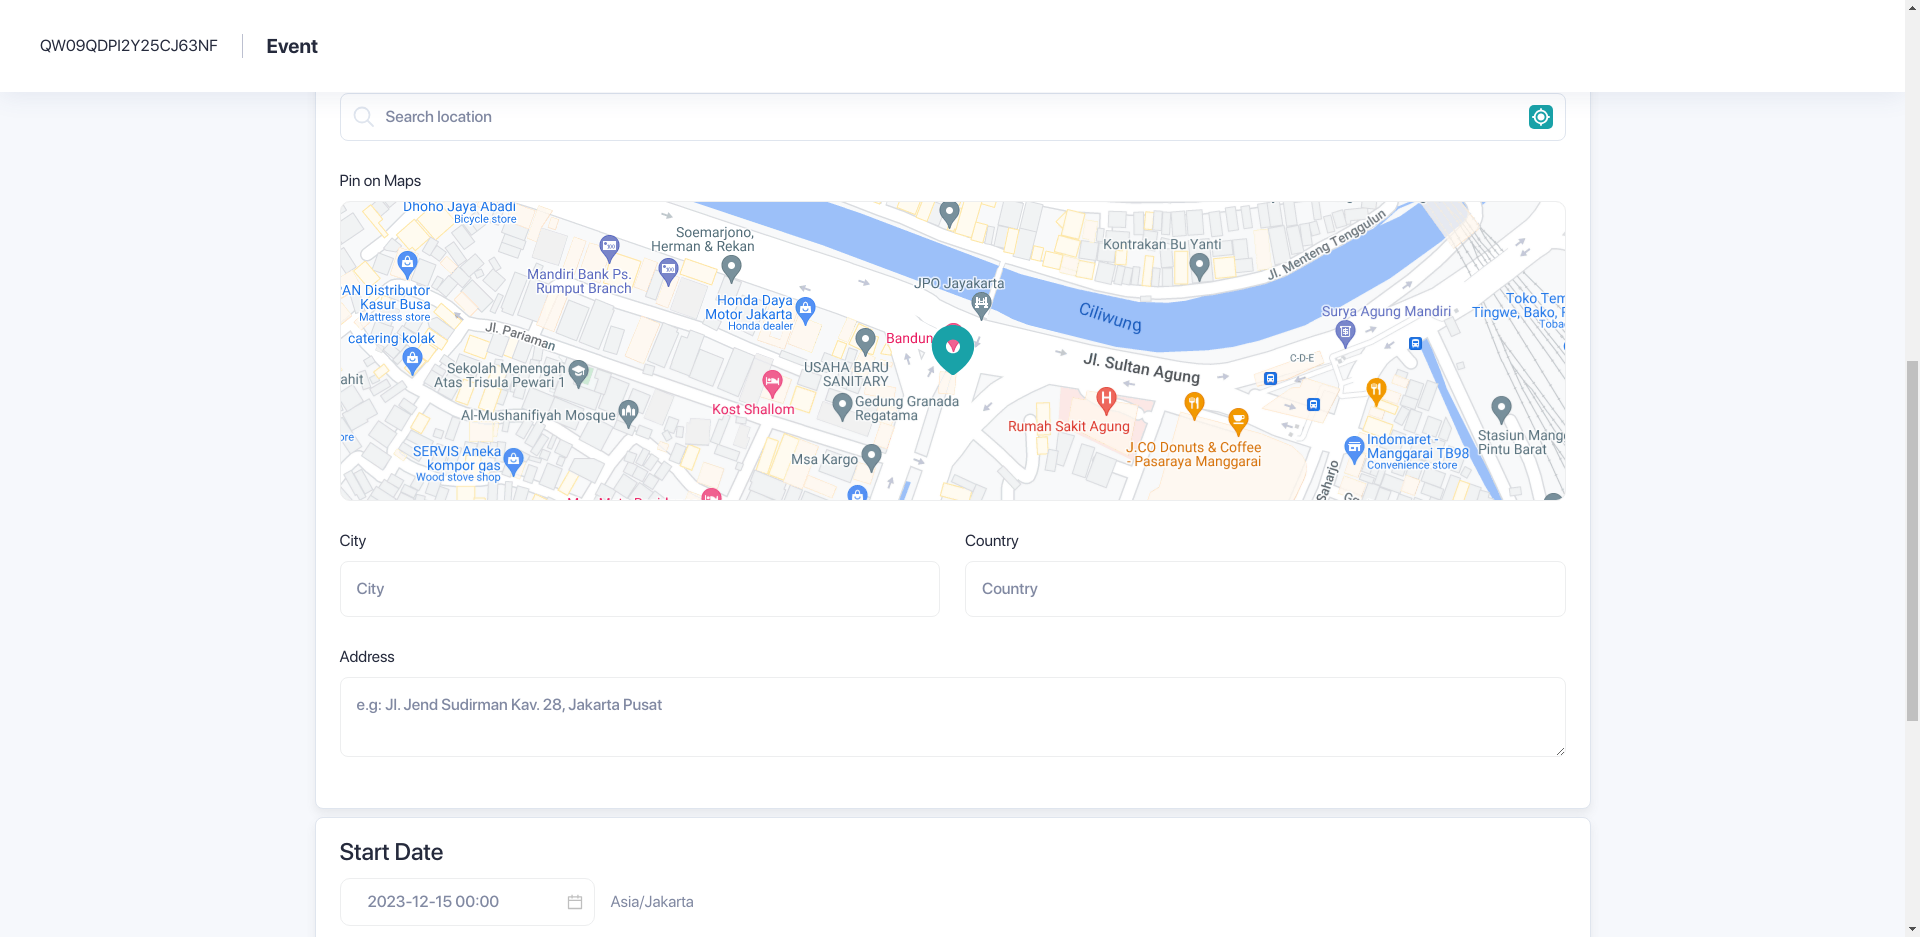 QW09QDPI2Y25CJ63NF
Event
Search location
Pin on Maps
Dhoho Jaya Abadi
Bicycle store
Soemarjono,
Herman & Rekan
Mandiri Bank Ps.
Rumput Branch
Kontrakan Bu Yanti
Jl. Menteng Tenggulun
JPO Jayakarta
AN Distributor
Kasur Busa
Mattress store
Honda Daya
Motor Jakarta
Honda dealer
Ciliwung
Surya Agung Mandiri
Toko Tem
Tingwe, Bako, P
Toba
catering kolak
Jl. Pariaman
Bandun
USAHA BARU
SANITARY
C-D-E
Jl. Sultan Agung
ahit
Sekolah Menengah
Atas Trisula Pewari 1
Al-Mushanifiyah Mosque
Kost Shallom
Gedung Granada
Regatama
H
Rumah Sakit Agung
J.CO Donuts & Coffee
- Pasaraya Manggarai
Indomaret -
Manggarai TB98
Convenience store
Stasiun Mangg
Pintu Barat
ore
SERVIS Aneka
kompor gas
Wood stove shop
Msa Kargo
Saharjo
City
Country
City
Country
Address
e.g: Jl. Jend Sudirman Kav. 28, Jakarta Pusat
Start Date
2023-12-15 00:00
Asia/Jakarta